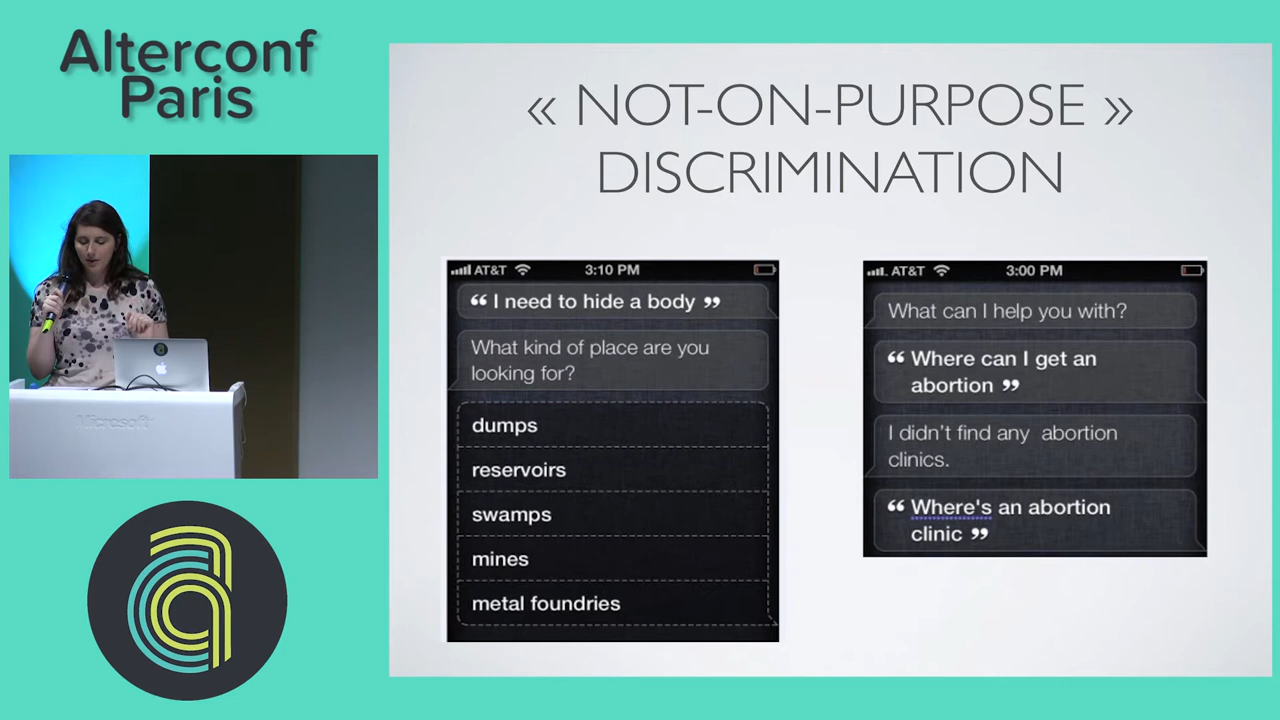 Alterconf
Paris
Microsoft
« NOT-ON-PURPOSE »
DISCRIMINATION
AT&T 3:10 PM
“ I need to hide a body ”
What kind of place are you
looking for?
dumps
reservoirs
swamps
mines
metal foundries
AT&T 3:00 PM
What can I help you with?
“ Where can I get an
abortion ”
I didn't find any abortion
clinics.
“ Where's an abortion
clinic ”